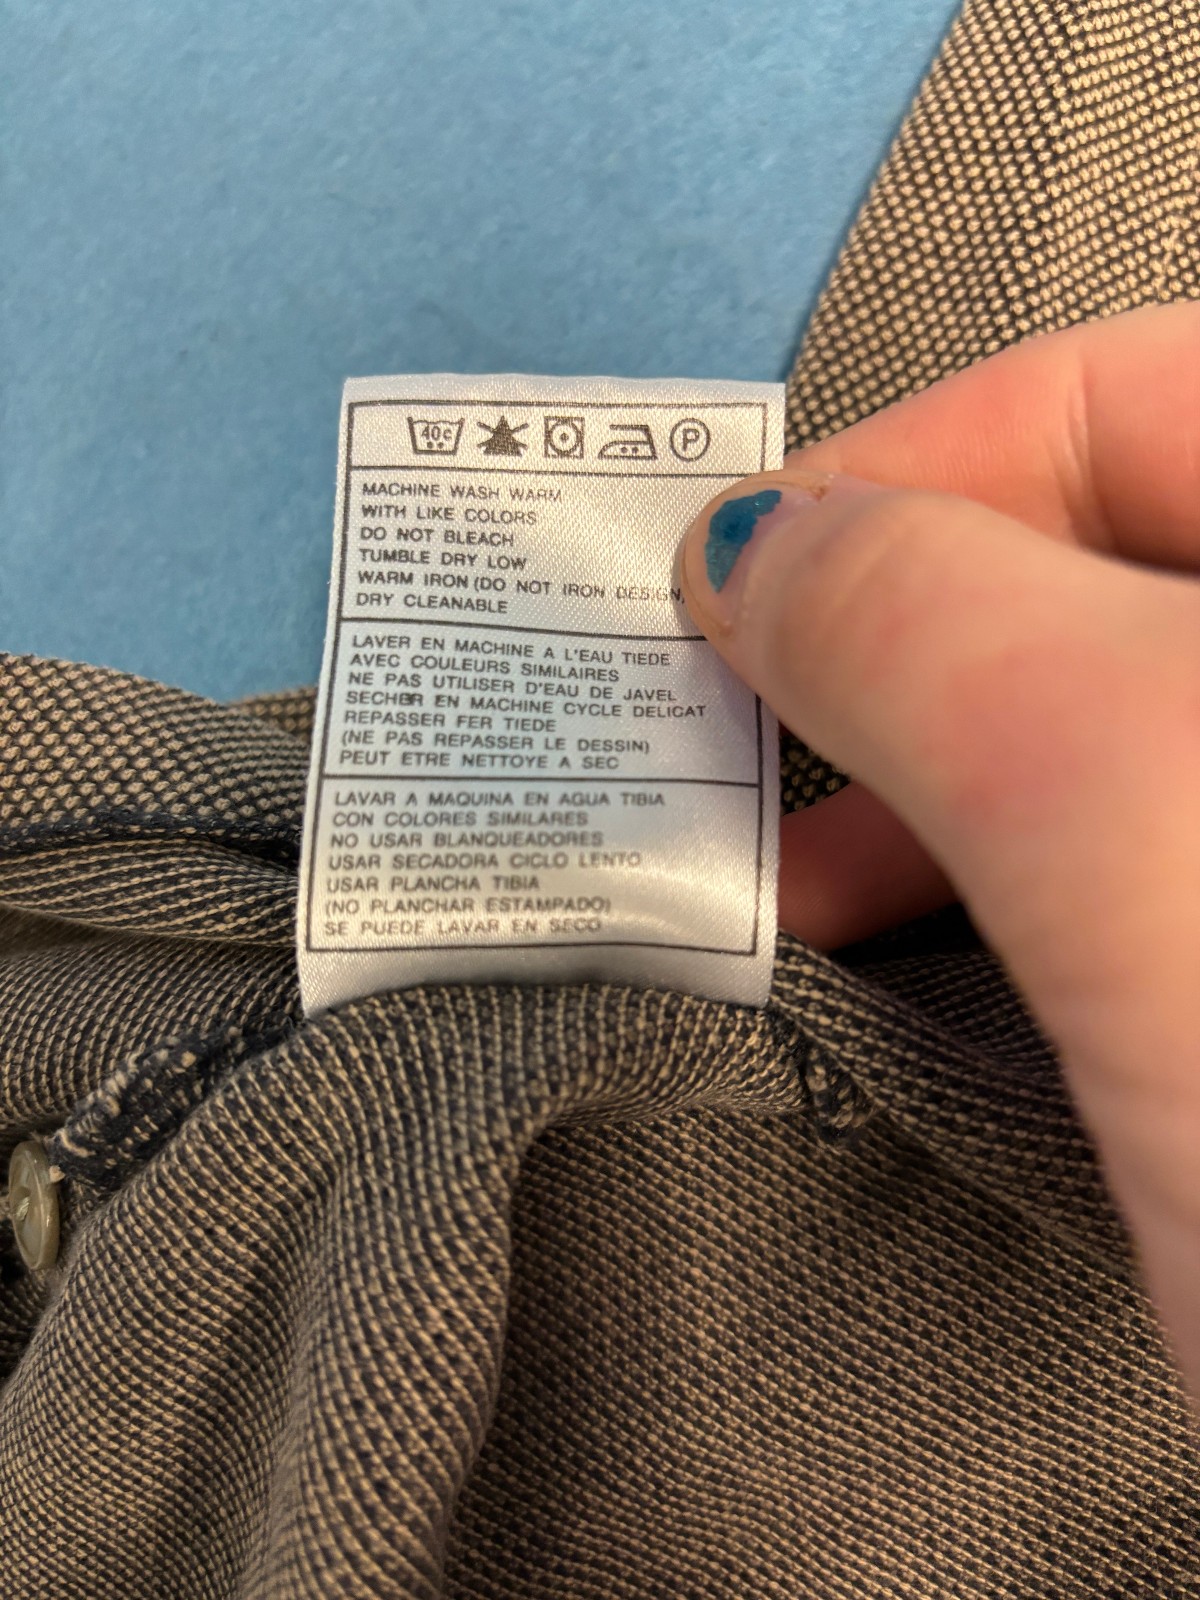 40c P
MACHINE WASH WARM
WITH LIKE COLORS
DO NOT BLEACH
TUMBLE DRY LOW
WARM IRON (DO NOT IRON DESIGN,
DRY CLEANABLE
LAVER EN MACHINE A L'EAU TIEDE
AVEC COULEURS SIMILAIRES
NE PAS UTILISER D'EAU DE JAVEL
SECHER EN MACHINE CYCLE DELICAT
REPASSER FER TIEDE
(NE PAS REPASSER LE DESSIN)
PEUT ETRE NETTOYE A SEC
LAVAR A MAQUINA EN AGUA TIBIA
CON COLORES SIMILARES
NO USAR BLANQUEADORES
USAR SECADORA CICLO LENTO
USAR PLANCHA TIBIA
(NO PLANCHAR ESTAMPADO)
SE PUEDE LAVAR EN SECO